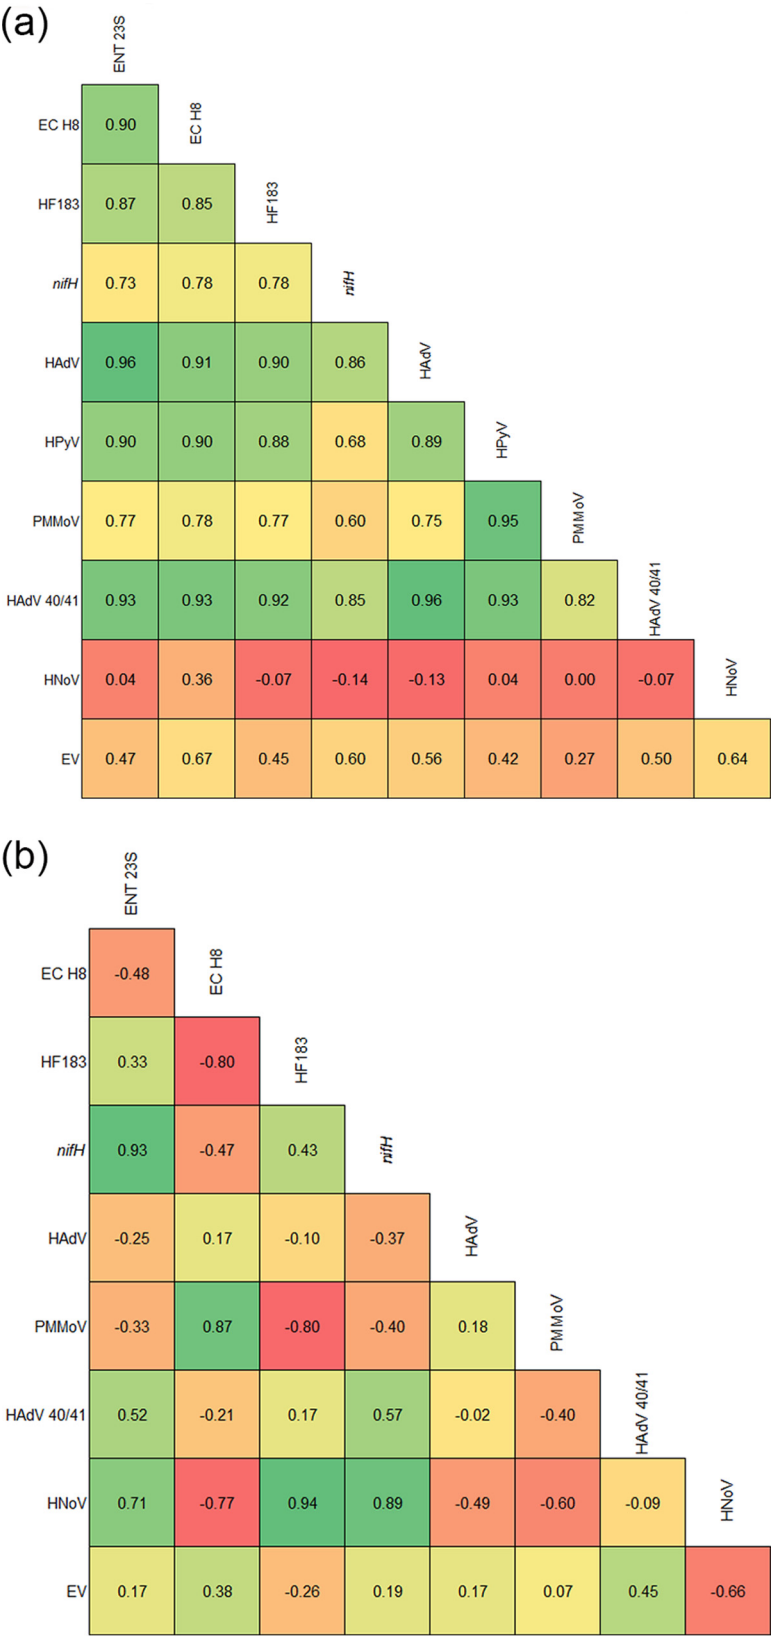 (a)
ENT 23S
EC H8 0.90 EC H8
HF183 0.87 0.85 HF183
nifH 0.73 0.78 0.78 nifH
HAdV 0.96 0.91 0.90 0.86 HAdV
HPyV 0.90 0.90 0.88 0.68 0.89 HPyV
PMMoV 0.77 0.78 0.77 0.60 0.75 0.95 PMMoV
HAdV 40/41 0.93 0.93 0.92 0.85 0.96 0.93 0.82 HAdV 40/41
HNoV 0.04 0.36 -0.07 -0.14 -0.13 0.04 0.00 -0.07 HNoV
EV 0.47 0.67 0.45 0.60 0.56 0.42 0.27 0.50 0.64
(b)
ENT 23S
EC H8 -0.48 EC H8
HF183 0.33 -0.80 HF183
nifH 0.93 -0.47 0.43 nifH
HAdV -0.25 0.17 -0.10 -0.37 HAdV
PMMoV -0.33 0.87 -0.80 -0.40 0.18 PMMoV
HAdV 40/41 0.52 -0.21 0.17 0.57 -0.02 -0.40 HAdV 40/41
HNoV 0.71 -0.77 0.94 0.89 -0.49 -0.60 -0.09 HNoV
EV 0.17 0.38 -0.26 0.19 0.17 0.07 0.45 -0.66